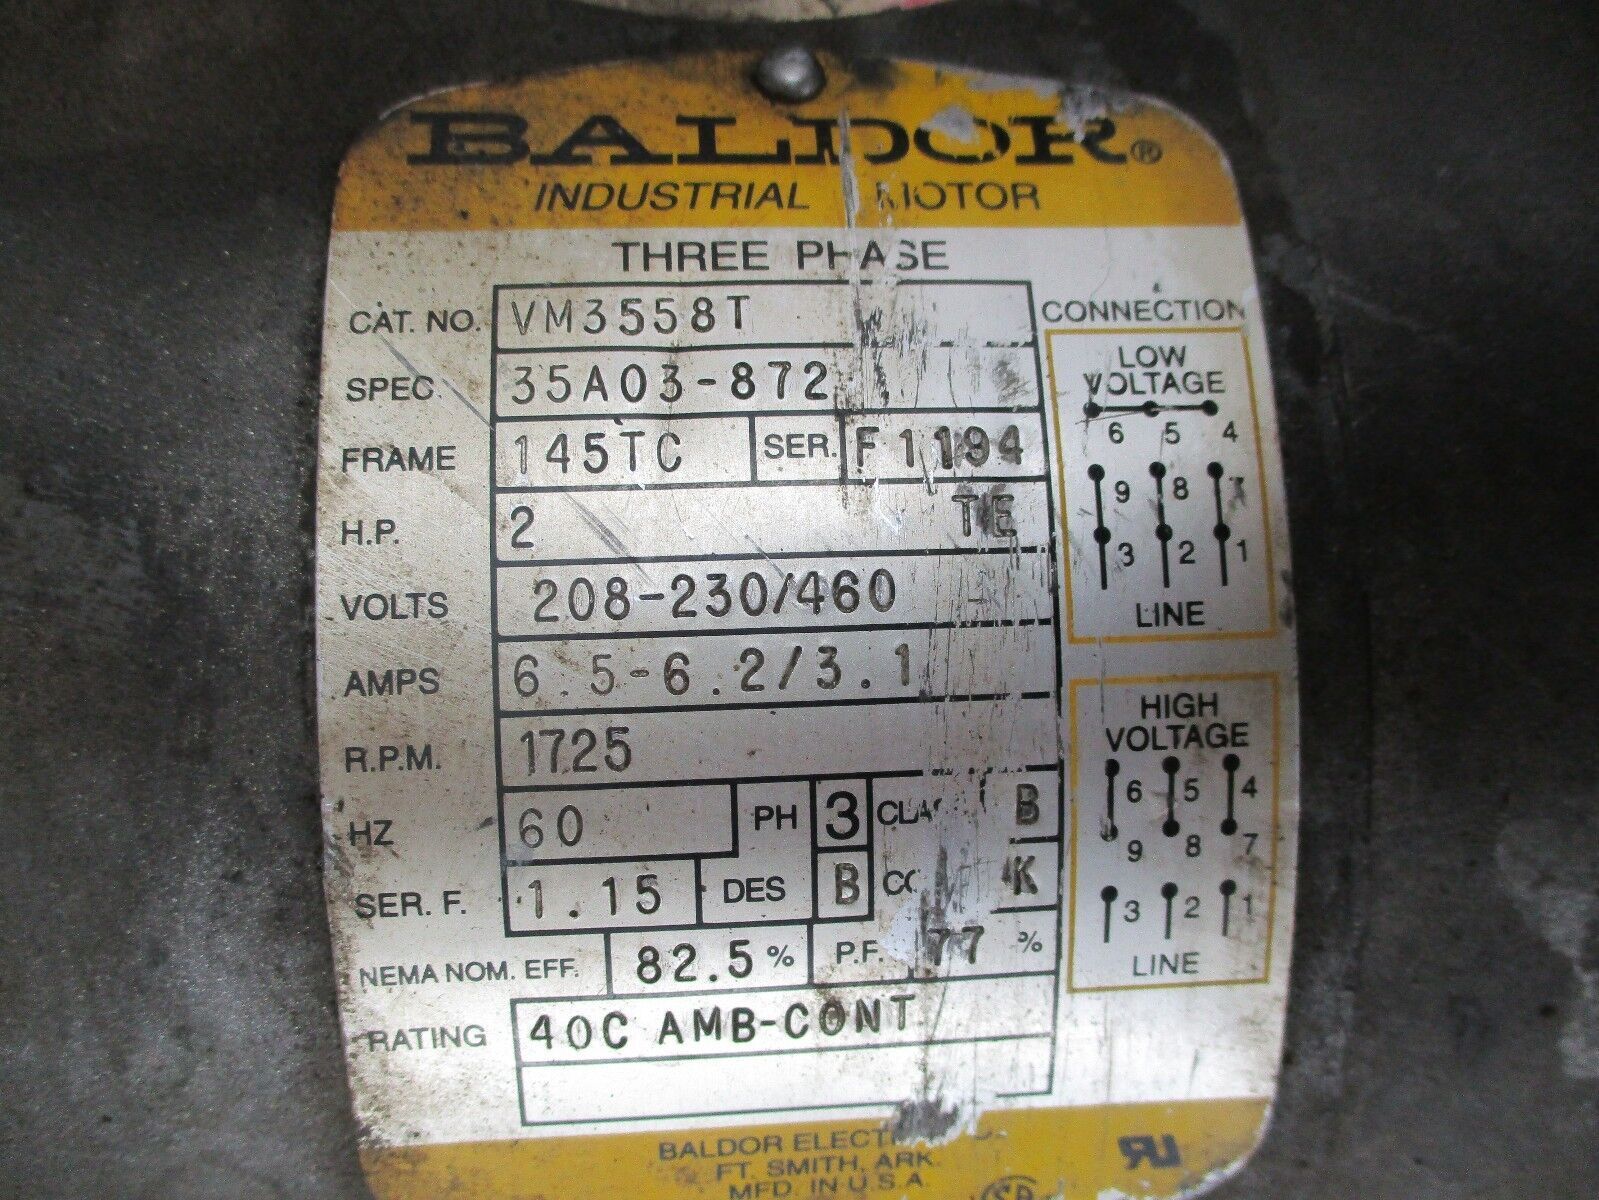 BALDOR®
INDUSTRIAL MOTOR
THREE PHASE
CAT. NO. VM3558T
SPEC. 35A03-872
FRAME 145TC SER. F1194
H.P. 2 TE
VOLTS 208-230/460
AMPS 6.5-6.2/3.1
R.P.M. 1725
HZ 60 PH 3 CLASS B
SER. F. 1.15 DES B K
NEMA NOM. EFF. 82.5 % P.F. 77 %
RATING 40C AMB-CONT
CONNECTION
LOW
VOLTAGE
6 5 4
9 8 7
3 2 1
LINE
HIGH
VOLTAGE
6 5 4
9 8 7
3 2 1
LINE
BALDOR ELECTRIC
FT. SMITH, ARK.
MFD. IN U.S.A.